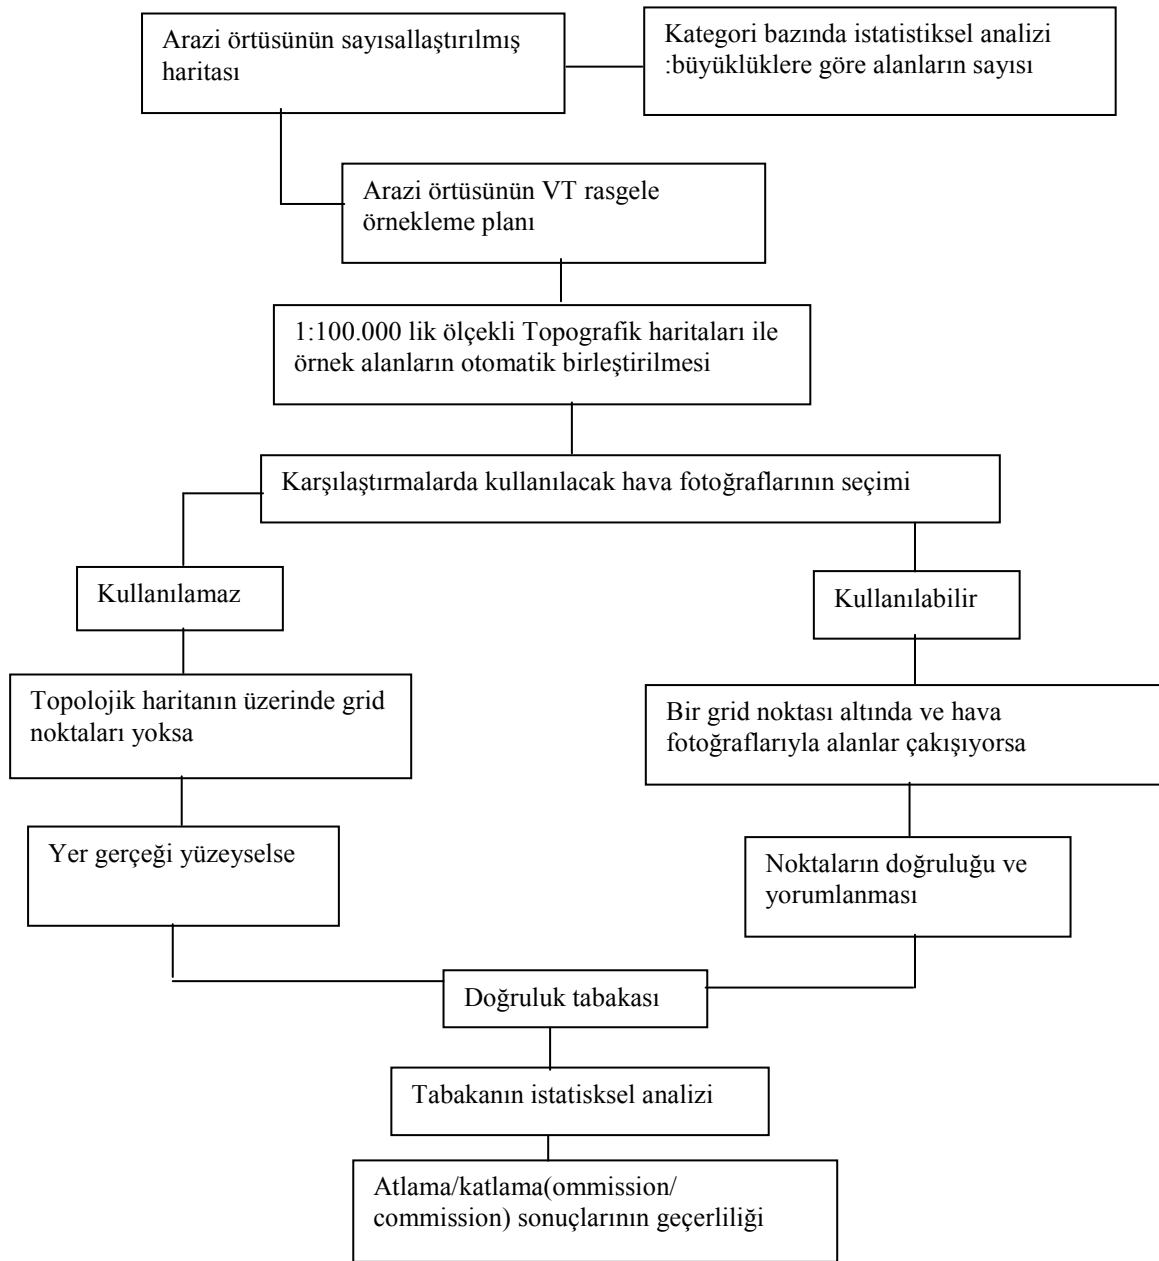 Arazi örtüsünün sayısallaştırılmış
haritası
Kategori bazında istatistiksel analizi
:büyüklüklere göre alanların sayısı
Arazi örtüsünün VT rasgele
örnekleme planı
1:100.000 lik ölçekli Topografik haritaları ile
örnek alanların otomatik birleştirilmesi
Karşılaştırmalarda kullanılacak hava fotoğraflarının seçimi
Kullanılamaz
Kullanılabilir
Topolojik haritanın üzerinde grid
noktaları yoksa
Bir grid noktası altında ve hava
fotoğraflarıyla alanlar çakışıyorsa
Yer gerçeği yüzeyselse
Noktaların doğruluğu ve
yorumlanması
Doğruluk tabakası
Tabakanın istatisksel analizi
Atlama/katlama(ommission/
commission) sonuçlarının geçerliliği